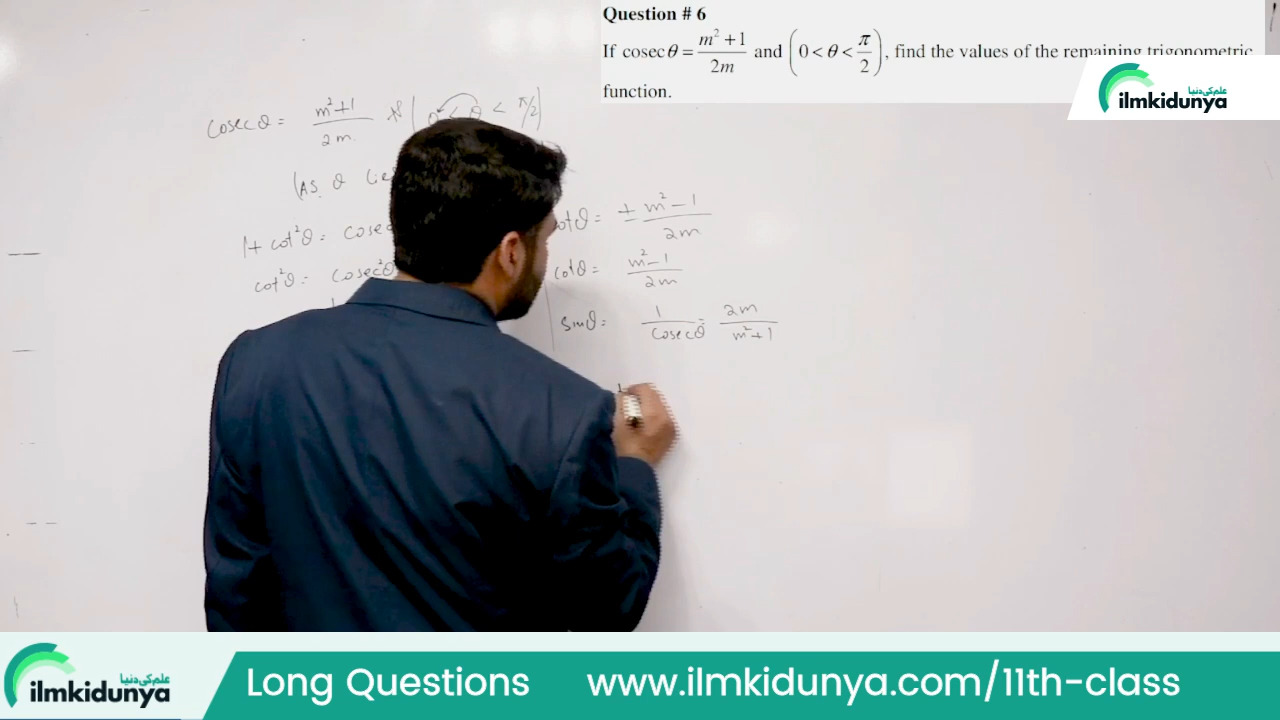 Question # 6
If cosec θ = (m² + 1)/(2m) and (0 < θ < π/2), find the values of the remaining trigonometric
function.
علم کی دنیا
ilmkidunya
cosec θ = (m² + 1)/(2m) & (0 < θ < π/2)
(As θ lie
1 + cot²θ = cosec
cot²θ = cosec²θ
cot θ = ± (m² − 1)/(2m)
cot θ = (m² − 1)/(2m)
sin θ = 1/(cosec θ) = 2m/(m² + 1)
علم کی دنیا
ilmkidunya
Long Questions www.ilmkidunya.com/11th-class